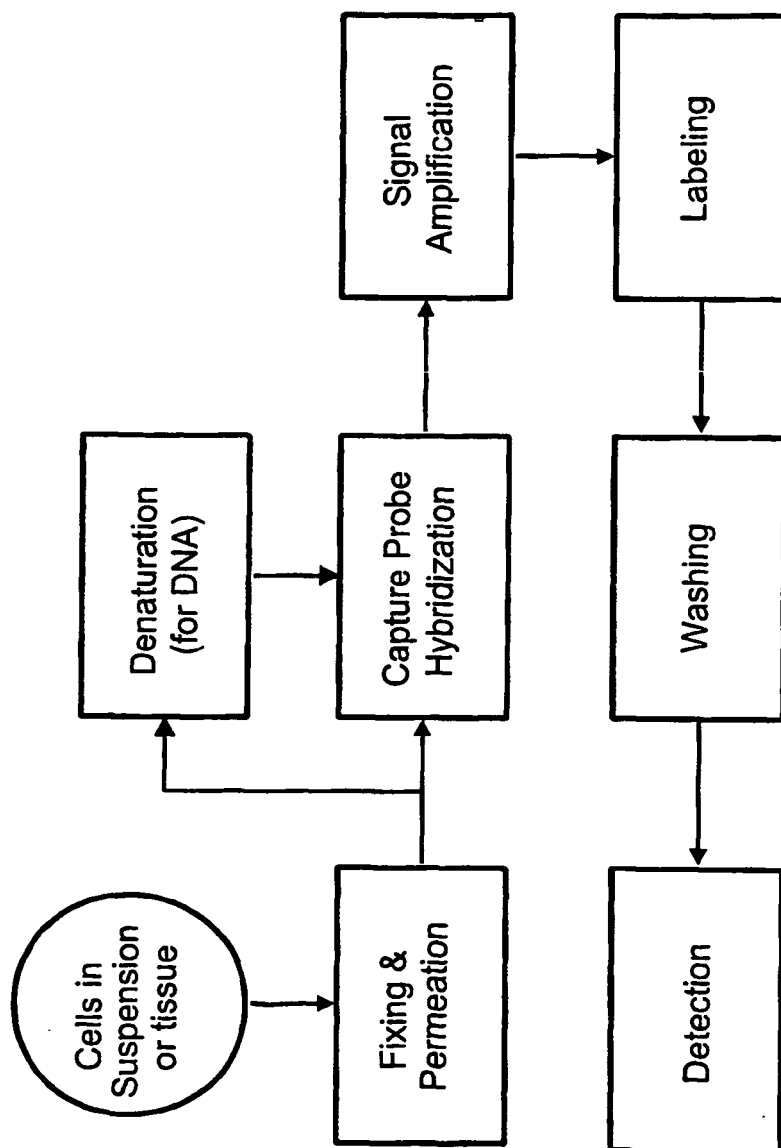 Cells in
Suspension
or tissue
Fixing &
Permeation
Denaturation
(for DNA)
Capture Probe
Hybridization
Signal
Amplification
Labeling
Washing
Detection